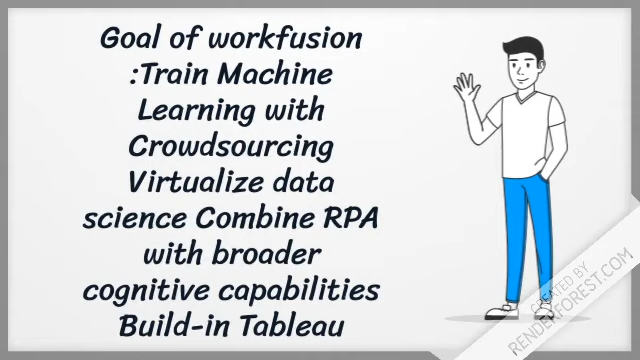 Goal of workfusion
:Train Machine
Learning with
Crowdsourcing
Virtualize data
science Combine RPA
with broader
cognitive capabilities
Build-in Tableau
CREATED BY
RENDERFOREST.COM